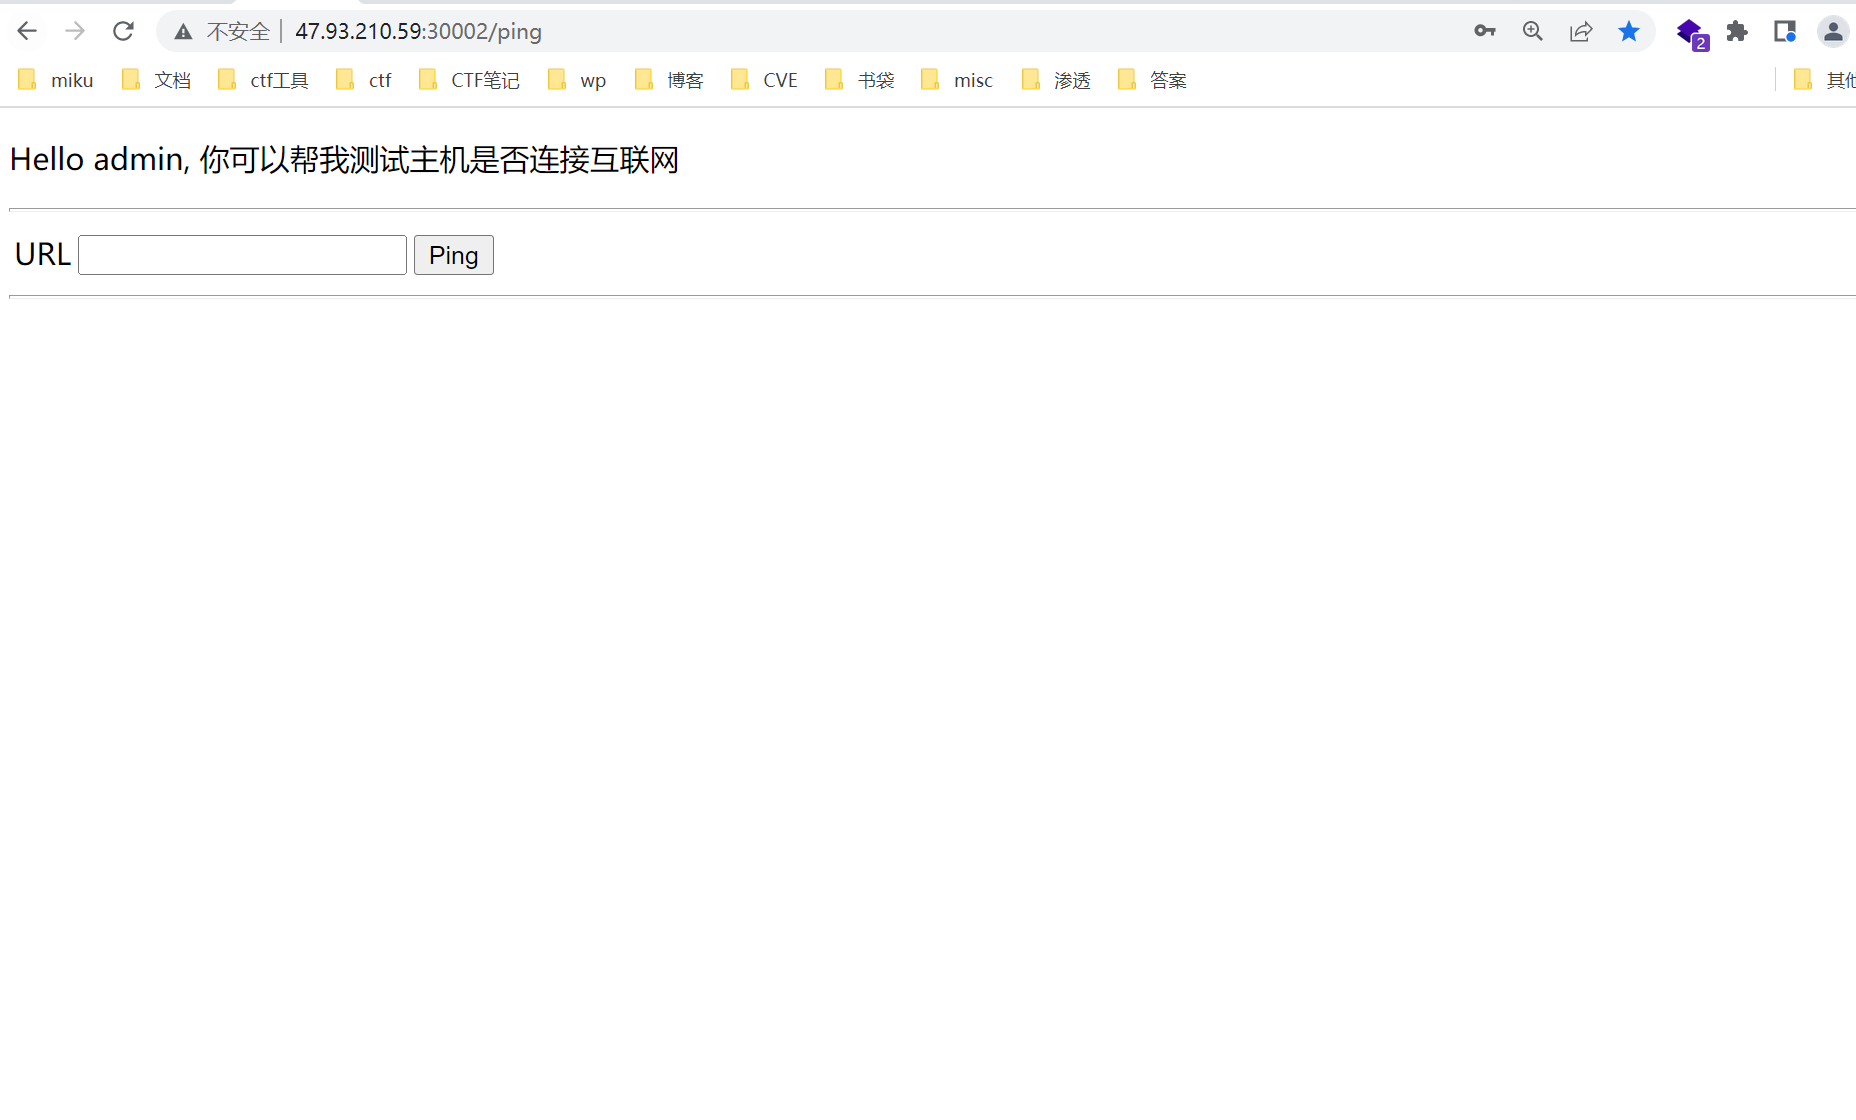 不安全 47.93.210.59:30002/ping
2
miku 文档 ctf工具 ctf CTF笔记 wp 博客 CVE 书袋 misc 渗透 答案 其他
Hello admin, 你可以帮我测试主机是否连接互联网
URL Ping